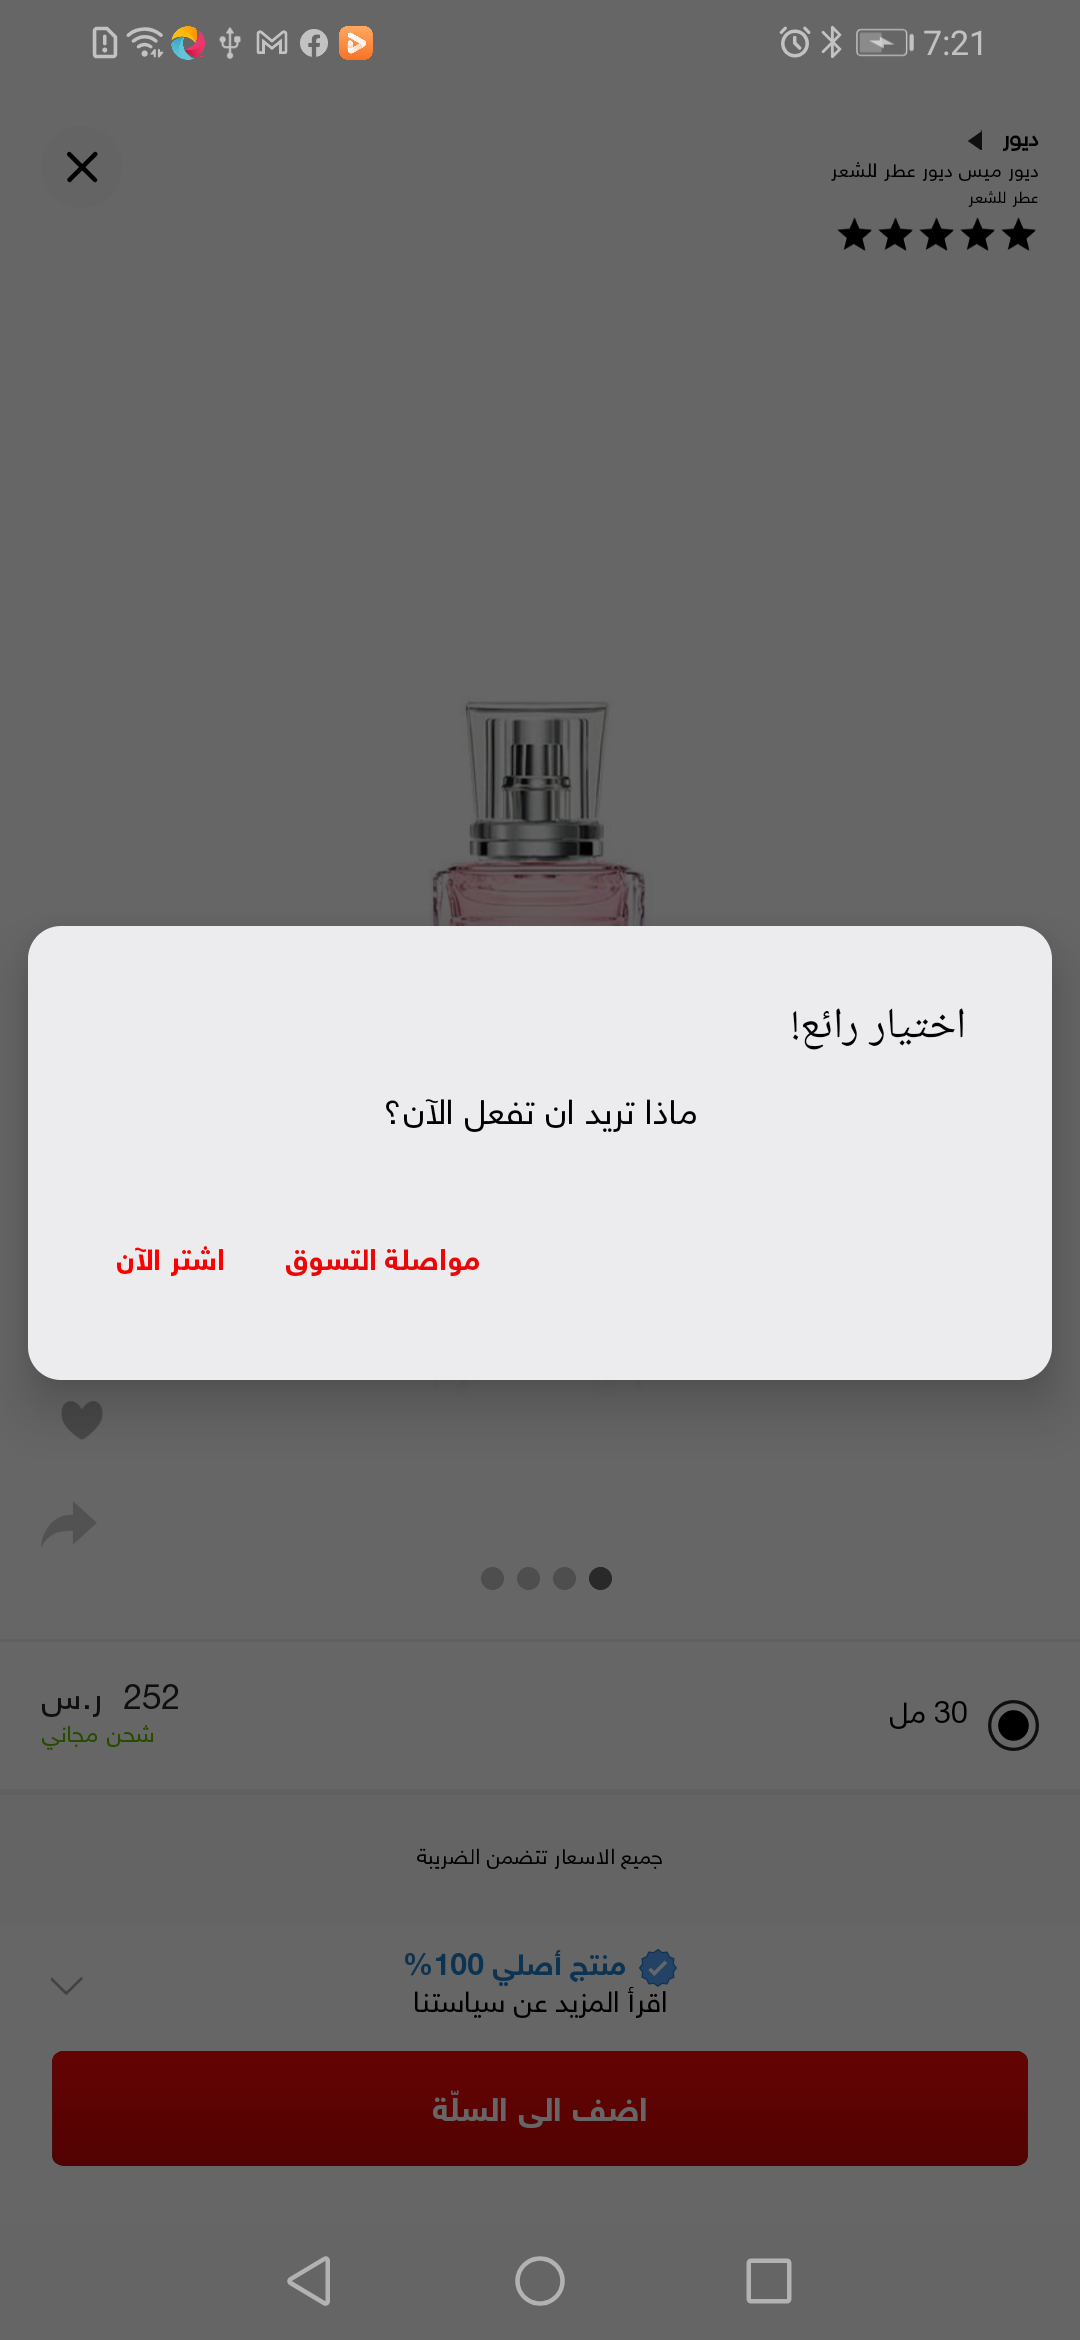 7:21
ديور
ديور ميس ديور عطر للشعر
عطر للشعر
اختيار رائع!
ماذا تريد ان تفعل الآن؟
مواصلة التسوق
اشتر الآن
30 مل
252 ر.س
شحن مجاني
جميع الاسعار تتضمن الضريبة
منتج أصلي 100%
اقرأ المزيد عن سياستنا
اضف الى السلّة